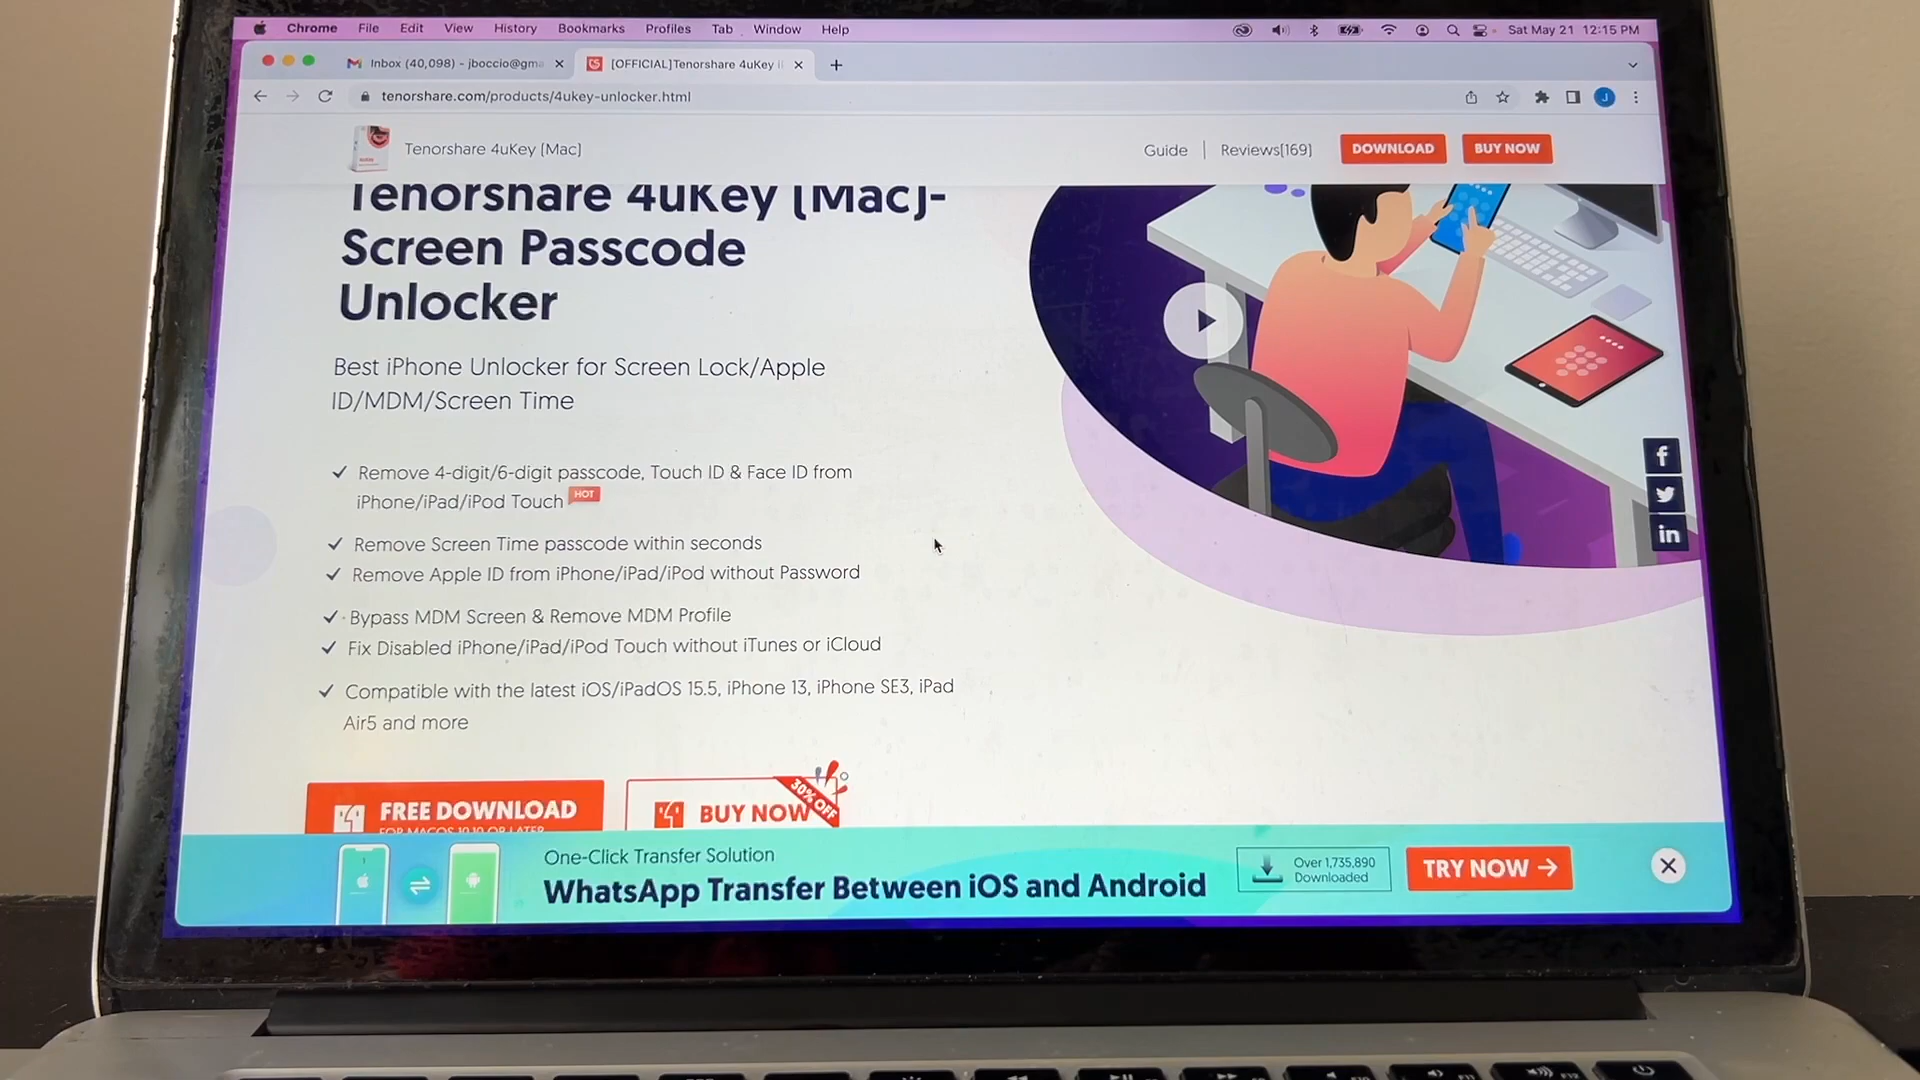 Chrome File Edit View History Bookmarks Profiles Tab Window Help Sat May 21 12:15 PM
Inbox (40,098) - jboccio@gma [OFFICIAL]Tenorshare 4uKey
tenorshare.com/products/4ukey-unlocker.html J
Tenorshare 4uKey [Mac] Guide Reviews[169] DOWNLOAD BUY NOW
Tenorshare 4uKey [Mac]-
Screen Passcode
Unlocker
Best iPhone Unlocker for Screen Lock/Apple
ID/MDM/Screen Time
Remove 4-digit/6-digit passcode, Touch ID & Face ID from
iPhone/iPad/iPod Touch HOT
Remove Screen Time passcode within seconds
Remove Apple ID from iPhone/iPad/iPod without Password
Bypass MDM Screen & Remove MDM Profile
Fix Disabled iPhone/iPad/iPod Touch without iTunes or iCloud
Compatible with the latest iOS/iPadOS 15.5, iPhone 13, iPhone SE3, iPad
Air5 and more
FREE DOWNLOAD
FOR MACOS 10.10 OR LATER
BUY NOW
30% OFF
One-Click Transfer Solution
WhatsApp Transfer Between iOS and Android
Over 1,735,890
Downloaded
TRY NOW →